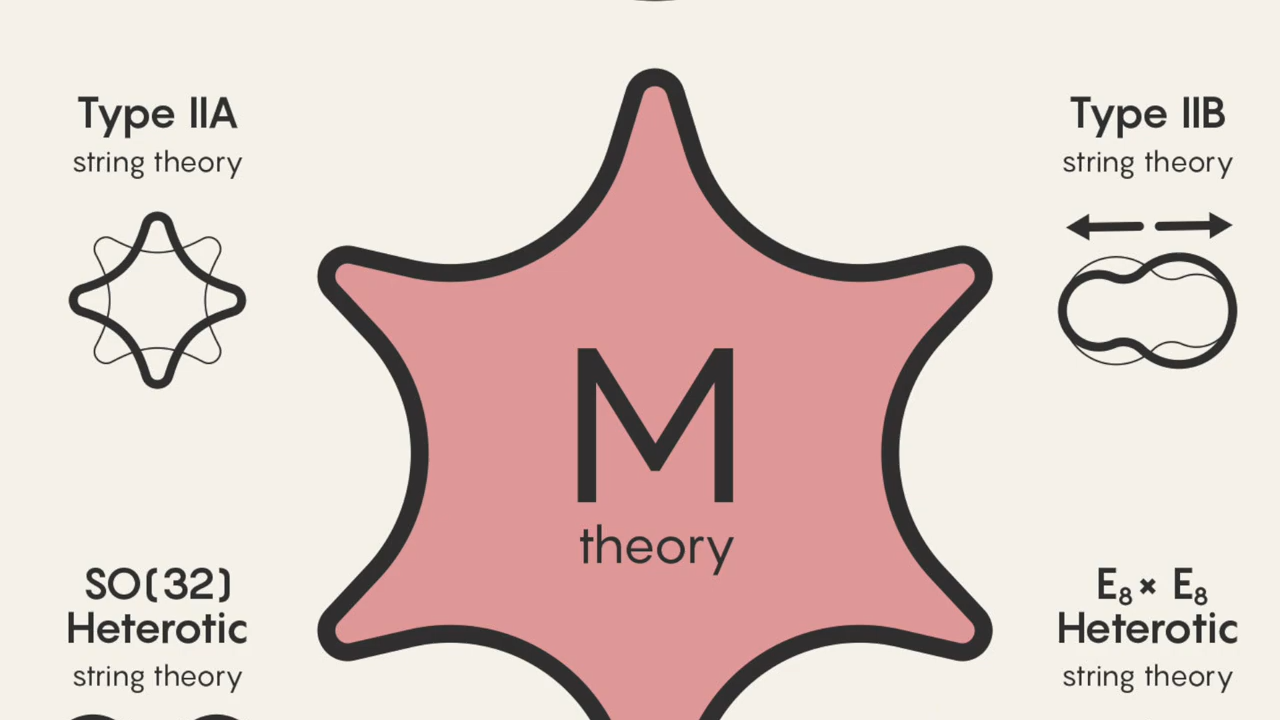 Type IIA
string theory
Type IIB
string theory
M
theory
SO(32)
Heterotic
string theory
E₈ × E₈
Heterotic
string theory